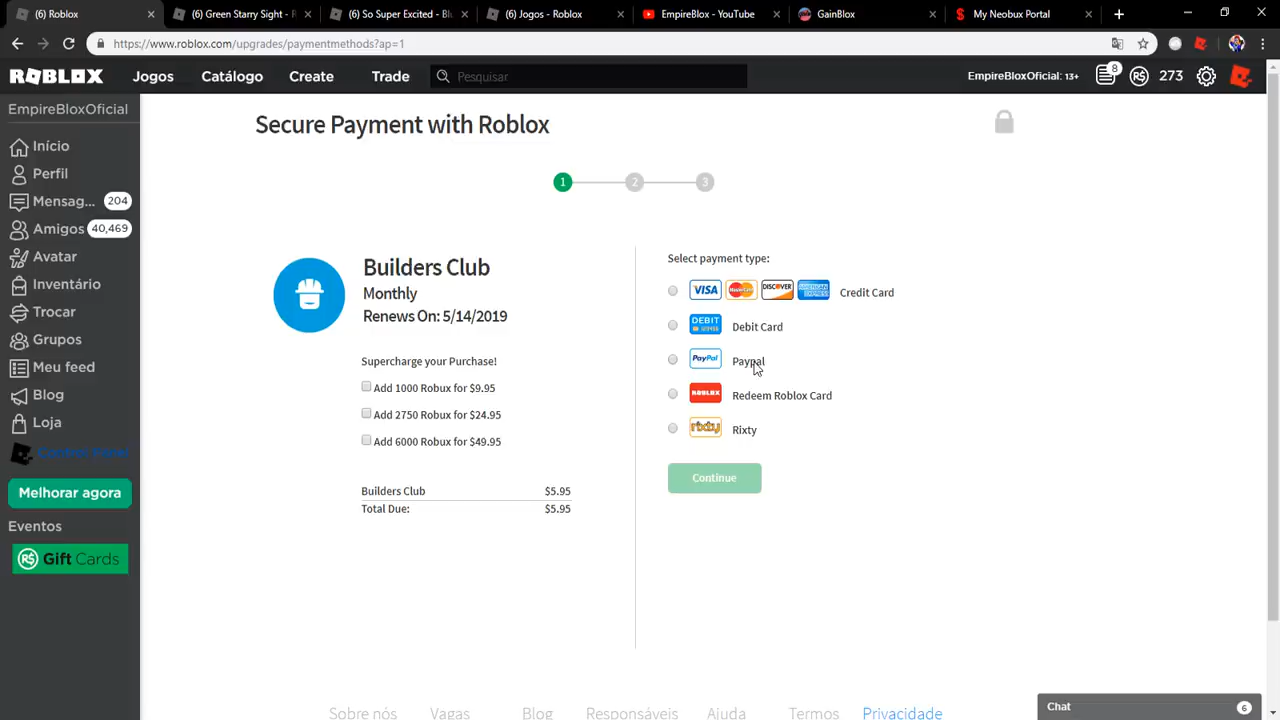 Roblox
(6) Green Starry Sight - R
(6) So Super Excited - Bl
(6) Jogos - Roblox
EmpireBlox - YouTube
GainBlox
My Neobux Portal
https://www.roblox.com/upgrades/paymentmethods?ap=1
ROBLOX
Jogos
Catálogo
Create
Trade
Pesquisar
EmpireBloxOficial: 13+
8
273
EmpireBloxOficial
Início
Perfil
Mensag... 204
Amigos 40,469
Avatar
Inventário
Trocar
Grupos
Meu feed
Blog
Loja
Control Panel
Melhorar agora
Eventos
Gift Cards
Secure Payment with Roblox
1 2 3
Builders Club
Monthly
Renews On: 5/14/2019
Supercharge your Purchase!
Add 1000 Robux for $9.95
Add 2750 Robux for $24.95
Add 6000 Robux for $49.95
Builders Club $5.95
Total Due: $5.95
Select payment type:
VISA MasterCard DISCOVER AMERICAN EXPRESS Credit Card
DEBIT Debit Card
PayPal Paypal
ROBLOX Redeem Roblox Card
rixty Rixty
Continue
Sobre nós
Vagas
Blog
Responsáveis
Ajuda
Termos
Privacidade
Chat 6